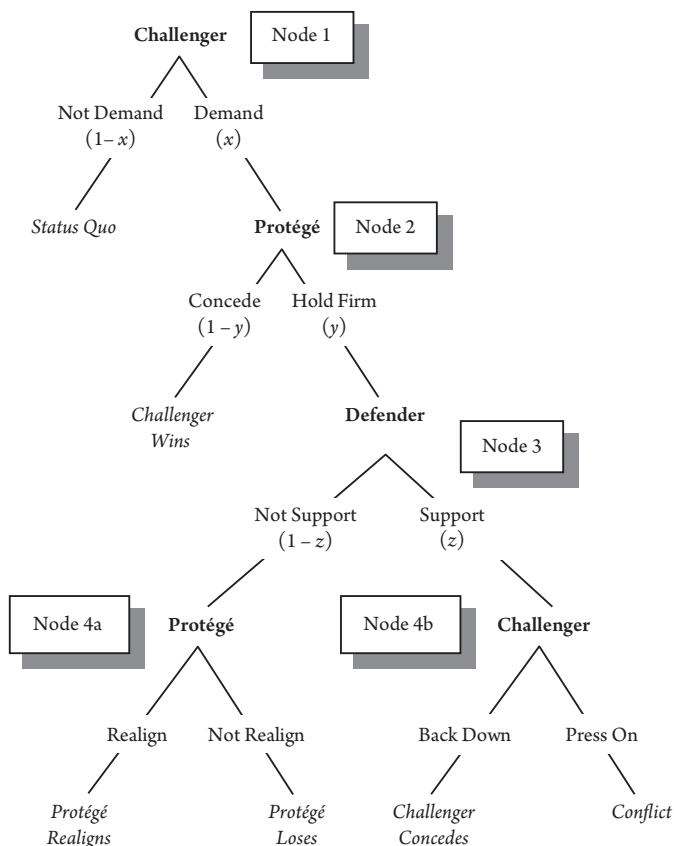 Challenger
Node 1
Not Demand
Demand
(1– x)
(x)
Status Quo
Protégé
Node 2
Concede
Hold Firm
(1 – y)
(y)
Challenger
Wins
Defender
Node 3
Not Support
Support
(1 – z)
(z)
Node 4a
Protégé
Node 4b
Challenger
Realign
Not Realign
Back Down
Press On
Protégé
Realigns
Protégé
Loses
Challenger
Concedes
Conflict